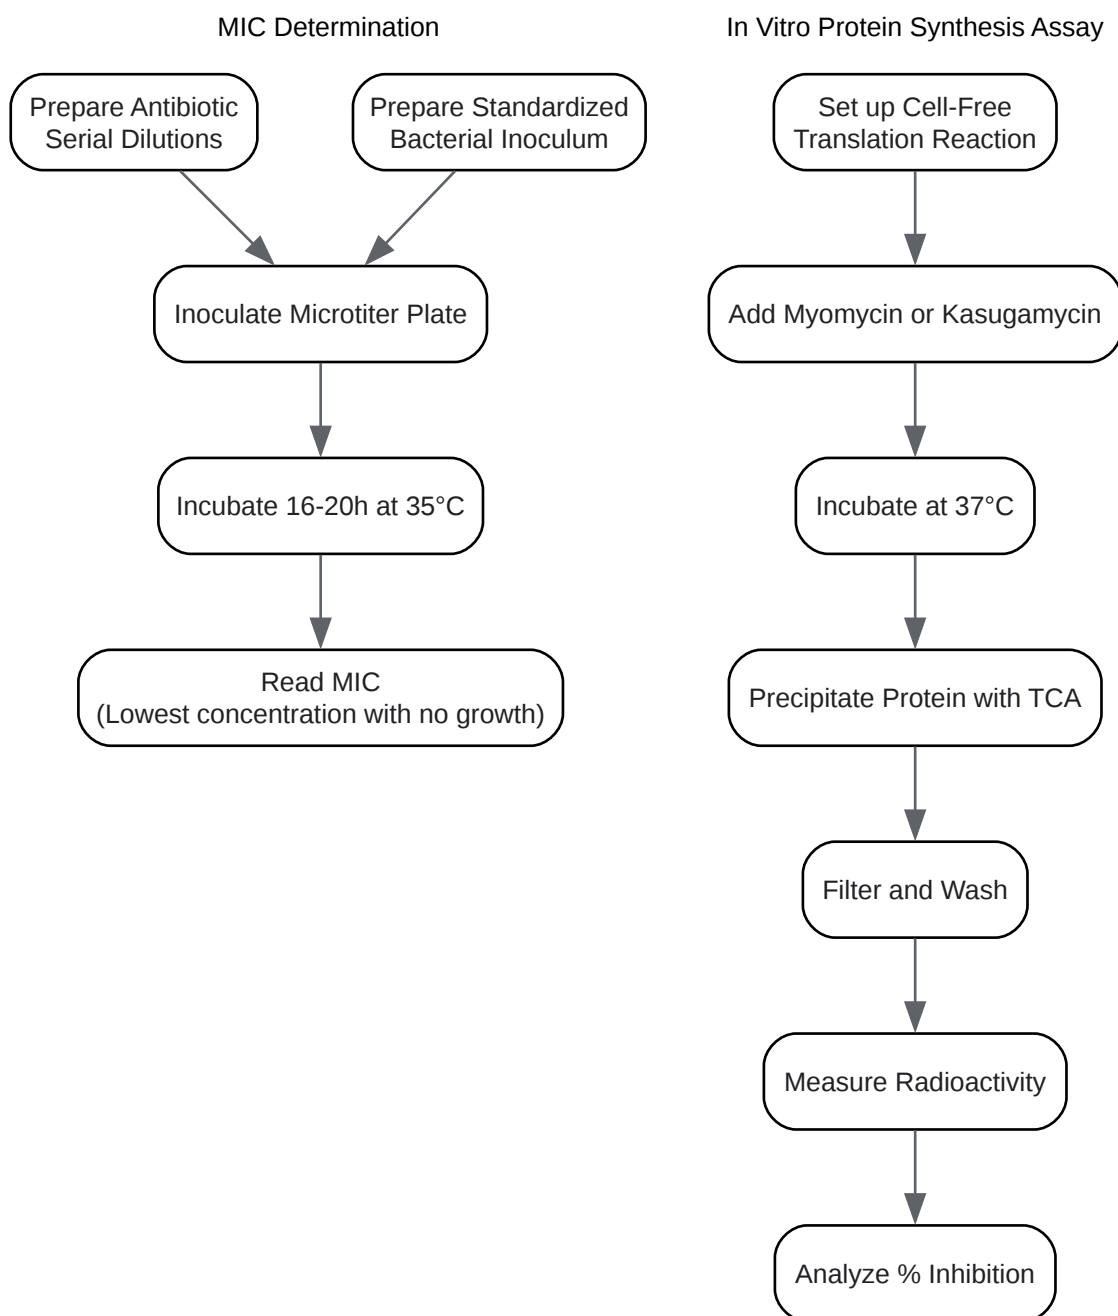 MIC Determination
Prepare Antibiotic
Serial Dilutions
Prepare Standardized
Bacterial Inoculum
Inoculate Microtiter Plate
Incubate 16-20h at 35°C
Read MIC
(Lowest concentration with no growth)
In Vitro Protein Synthesis Assay
Set up Cell-Free
Translation Reaction
Add Myomycin or Kasugamycin
Incubate at 37°C
Precipitate Protein with TCA
Filter and Wash
Measure Radioactivity
Analyze % Inhibition